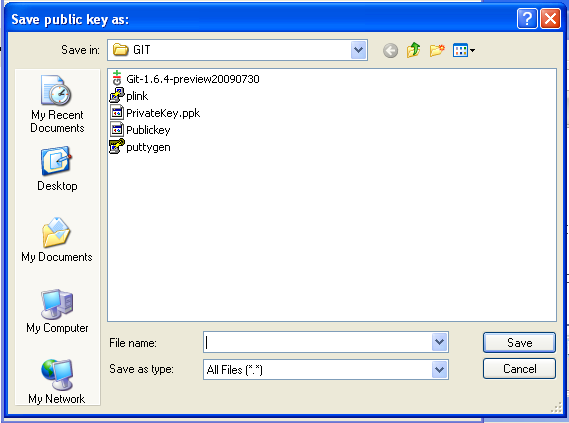 Save public key as:
Save in:
GIT
My Recent
Documents
Desktop
My Documents
My Computer
My Network
Git-1.6.4-preview20090730
plink
PrivateKey.ppk
Publickey
puttygen
File name:
Save
Save as type:
All Files (*.*)
Cancel